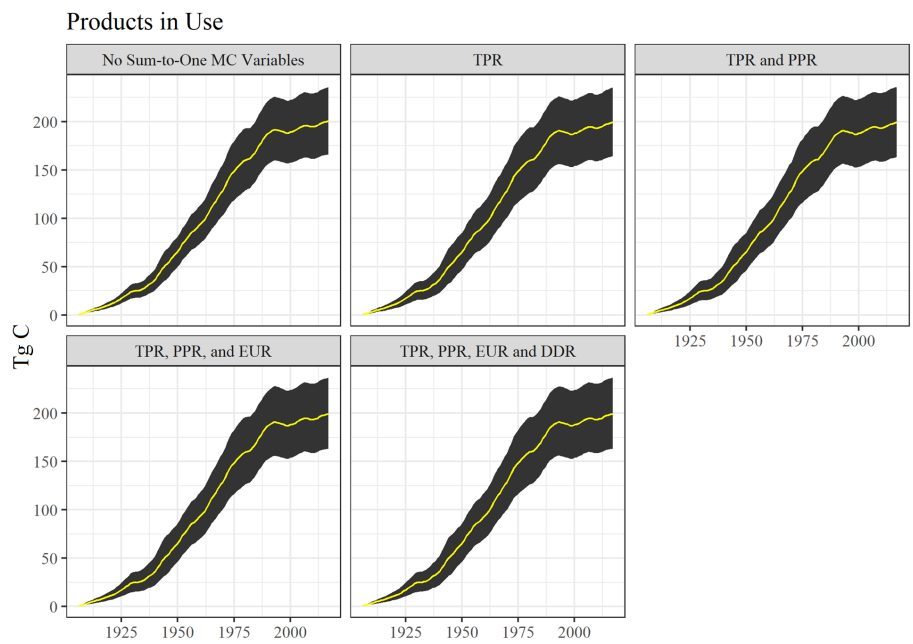 Products in Use
No Sum-to-One MC Variables
TPR
TPR and PPR
200
150
100
50
0
1925 1950 1975 2000
Tg C
TPR, PPR, and EUR
TPR, PPR, EUR and DDR
200
150
100
50
0
1925 1950 1975 2000
1925 1950 1975 2000